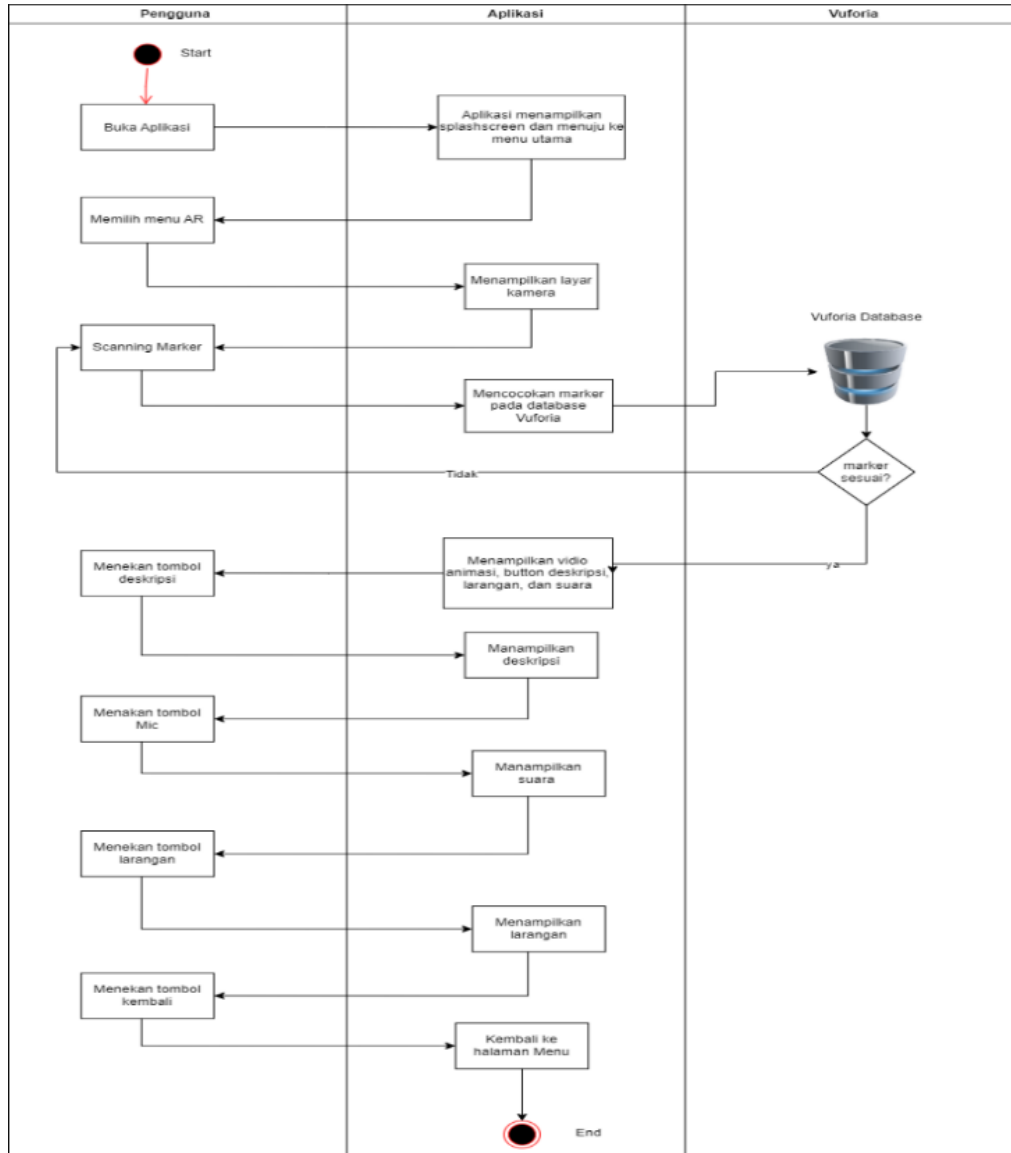 Pengguna
Aplikasi
Vuforia
Start
Buka Aplikasi
Aplikasi menampilkan
splashscreen dan menuju ke
menu utama
Memilih menu AR
Menampilkan layar
kamera
Vuforia Database
Scanning Marker
Mencocokan marker
pada database
Vuforia
marker
sesuai?
Tidak
Menampilkan vidio
animasi, button deskripsi,
larangan, dan suara
ya
Menekan tombol
deskripsi
Manampilkan
deskripsi
Menakan tombol
Mic
Manampilkan
suara
Menekan tombol
larangan
Menampilkan
larangan
Menekan tombol
kembali
Kembali ke
halaman Menu
End